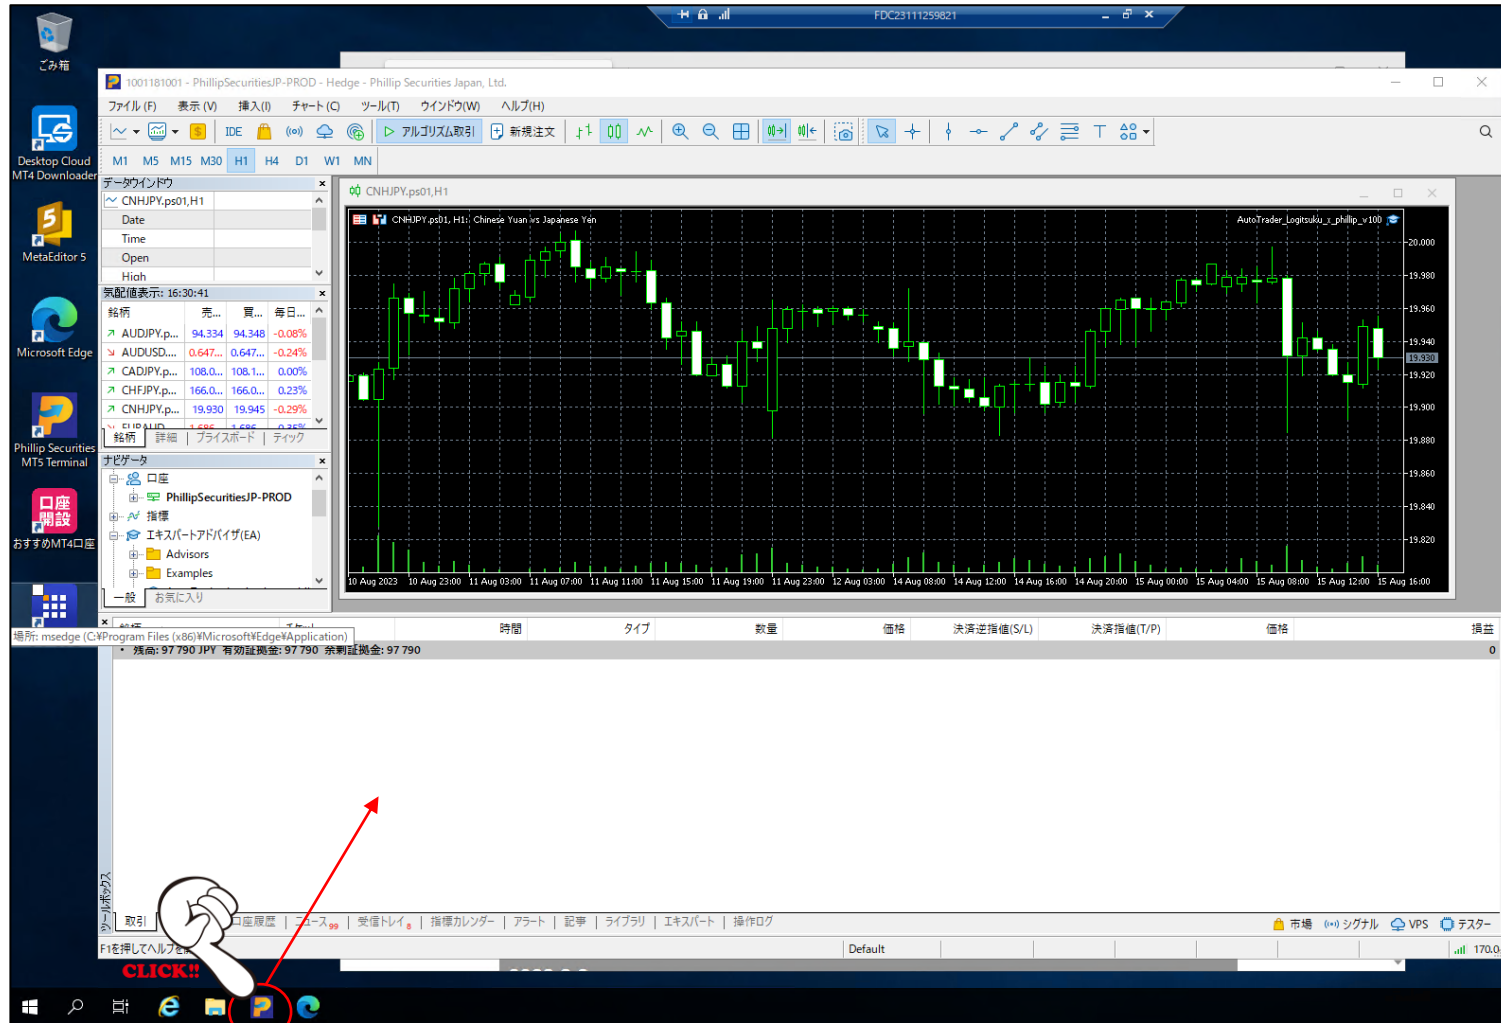 FDC23111259821
ごみ箱
1001181001 - PhillipSecuritiesJP-PROD - Hedge - Phillip Securities Japan, Ltd.
ファイル (F) 表示 (V) 挿入(I) チャート (C) ツール(T) ウインドウ(W) ヘルプ(H)
IDE アルゴリズム取引 新規注文
M1 M5 M15 M30 H1 H4 D1 W1 MN
Desktop Cloud
MT4 Downloader
MetaEditor 5
Microsoft Edge
Phillip Securities
MT5 Terminal
口座
開設
おすすめMT4口座
データウインドウ
CNHJPY.ps01,H1
Date
Time
Open
High
気配値表示: 16:30:41
銘柄 売... 買... 毎日...
AUDJPY.p... 94.334 94.348 -0.08%
AUDUSD.... 0.647... 0.647... -0.24%
CADJPY.p... 108.0... 108.1... 0.00%
CHFJPY.p... 166.0... 166.0... 0.23%
CNHJPY.p... 19.930 19.945 -0.29%
銘柄 詳細 プライスボード ティック
ナビゲータ
口座
PhillipSecuritiesJP-PROD
指標
エキスパートアドバイザ(EA)
Advisors
Examples
一般 お気に入り
CNHJPY.ps01,H1
CNHJPY.ps01, H1: Chinese Yuan vs Japanese Yen
AutoTrader_Logitsuku_x_phillip_v100
20.000
19.980
19.960
19.940
19.930
19.920
19.900
19.880
19.860
19.840
19.820
10 Aug 2023 10 Aug 23:00 11 Aug 03:00 11 Aug 07:00 11 Aug 11:00 11 Aug 15:00 11 Aug 19:00 11 Aug 23:00 12 Aug 03:00 14 Aug 08:00 14 Aug 12:00 14 Aug 16:00 14 Aug 20:00 15 Aug 00:00 15 Aug 04:00 15 Aug 08:00 15 Aug 12:00 15 Aug 16:00
時間 タイプ 数量 価格 決済逆指値(S/L) 決済指値(T/P) 価格 損益
場所: msedge (C:¥Program Files (x86)¥Microsoft¥Edge¥Application)
残高: 97 790 JPY 有効証拠金: 97 790 余剰証拠金: 97 790 0
ツールボックス
取引 口座履歴 ニュース 99 受信トレイ 8 指標カレンダー アラート 記事 ライブラリ エキスパート 操作ログ
市場 シグナル VPS テスター
F1を押してヘルプを
Default
170.0
CLICK!!